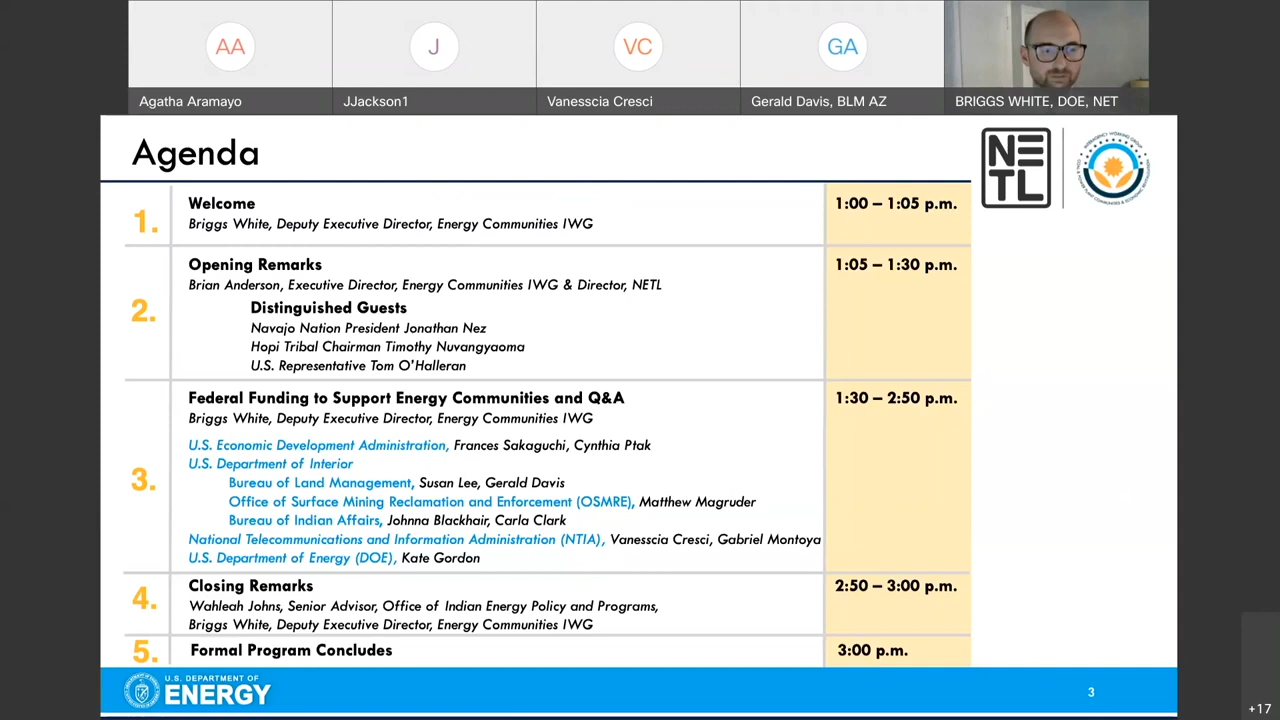 AA
J
VC
GA
Agatha Aramayo
JJackson1
Vanesscia Cresci
Gerald Davis, BLM AZ
BRIGGS WHITE, DOE, NET
Agenda
NE
TL
1.
Welcome
1:00 – 1:05 p.m.
Briggs White, Deputy Executive Director, Energy Communities IWG
2.
Opening Remarks
1:05 – 1:30 p.m.
Brian Anderson, Executive Director, Energy Communities IWG & Director, NETL
Distinguished Guests
Navajo Nation President Jonathan Nez
Hopi Tribal Chairman Timothy Nuvangyaoma
U.S. Representative Tom O'Halleran
3.
Federal Funding to Support Energy Communities and Q&A
1:30 – 2:50 p.m.
Briggs White, Deputy Executive Director, Energy Communities IWG
U.S. Economic Development Administration, Frances Sakaguchi, Cynthia Ptak
U.S. Department of Interior
Bureau of Land Management, Susan Lee, Gerald Davis
Office of Surface Mining Reclamation and Enforcement (OSMRE), Matthew Magruder
Bureau of Indian Affairs, Johnna Blackhair, Carla Clark
National Telecommunications and Information Administration (NTIA), Vanesscia Cresci, Gabriel Montoya
U.S. Department of Energy (DOE), Kate Gordon
4.
Closing Remarks
2:50 – 3:00 p.m.
Wahleah Johns, Senior Advisor, Office of Indian Energy Policy and Programs,
Briggs White, Deputy Executive Director, Energy Communities IWG
5.
Formal Program Concludes
3:00 p.m.
U.S. DEPARTMENT OF
ENERGY
3
+17